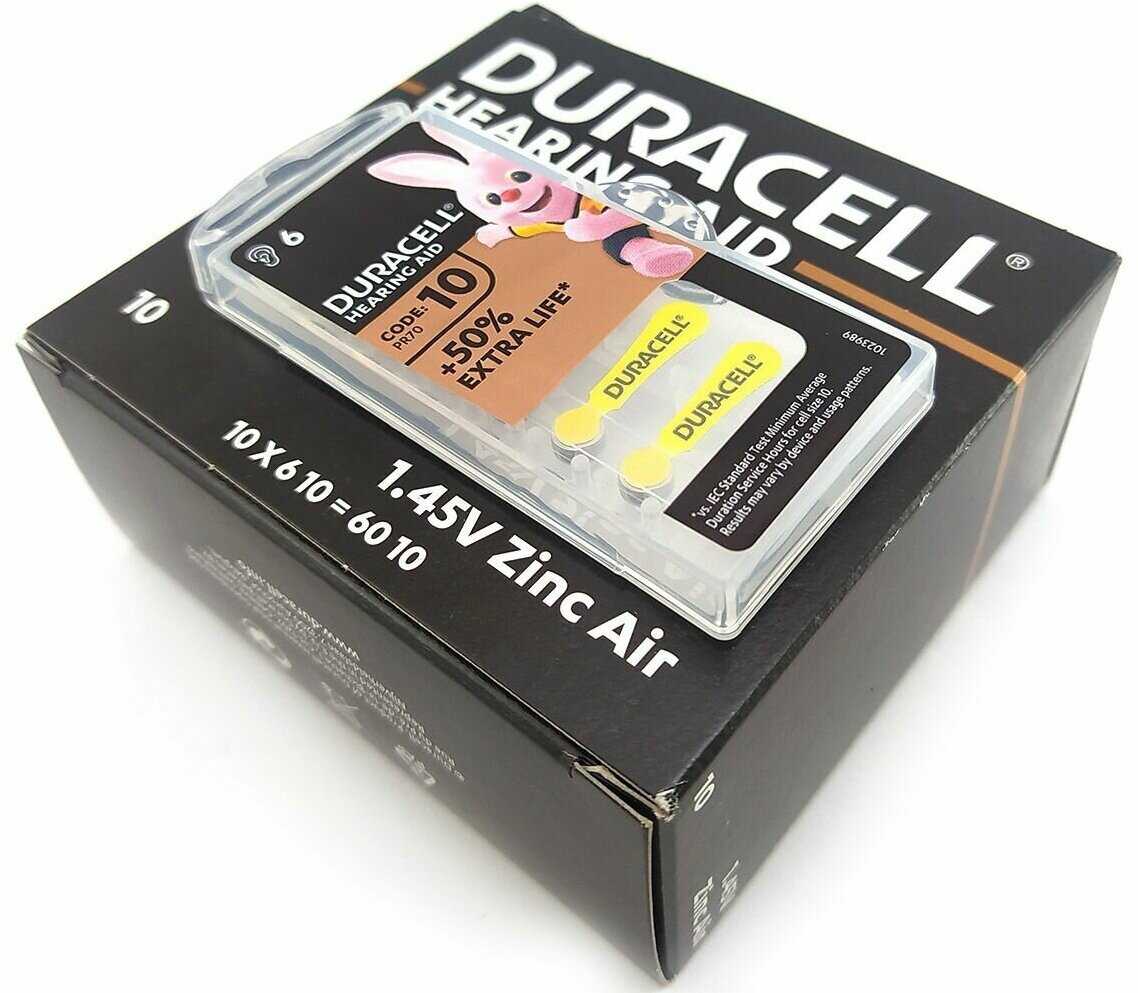 DURACELL®
HEARING AID
6
DURACELL®
HEARING AID
CODE: 10
PR70
+50%
EXTRA LIFE*
DURACELL®
DURACELL®
1023989
*vs. IEC Standard Test Minimum Average
Duration Service Hours for cell size 10.
Results may vary by device and usage patterns.
10
1.45V Zinc Air
10 X 6 10 = 60 10
10